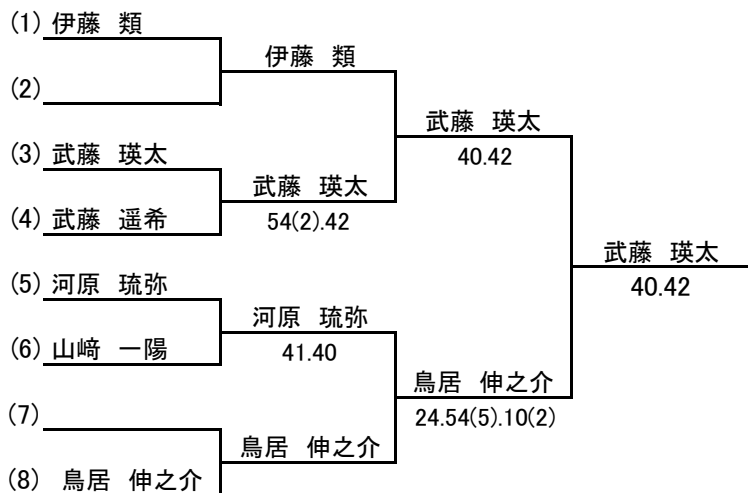 (1) 伊藤 類
伊藤 類
(2)
武藤 瑛太
40.42
(3) 武藤 瑛太
武藤 瑛太
54(2).42
(4) 武藤 遥希
武藤 瑛太
40.42
(5) 河原 琉弥
河原 琉弥
41.40
(6) 山﨑 一陽
鳥居 伸之介
24.54(5).10(2)
(7)
鳥居 伸之介
(8) 鳥居 伸之介